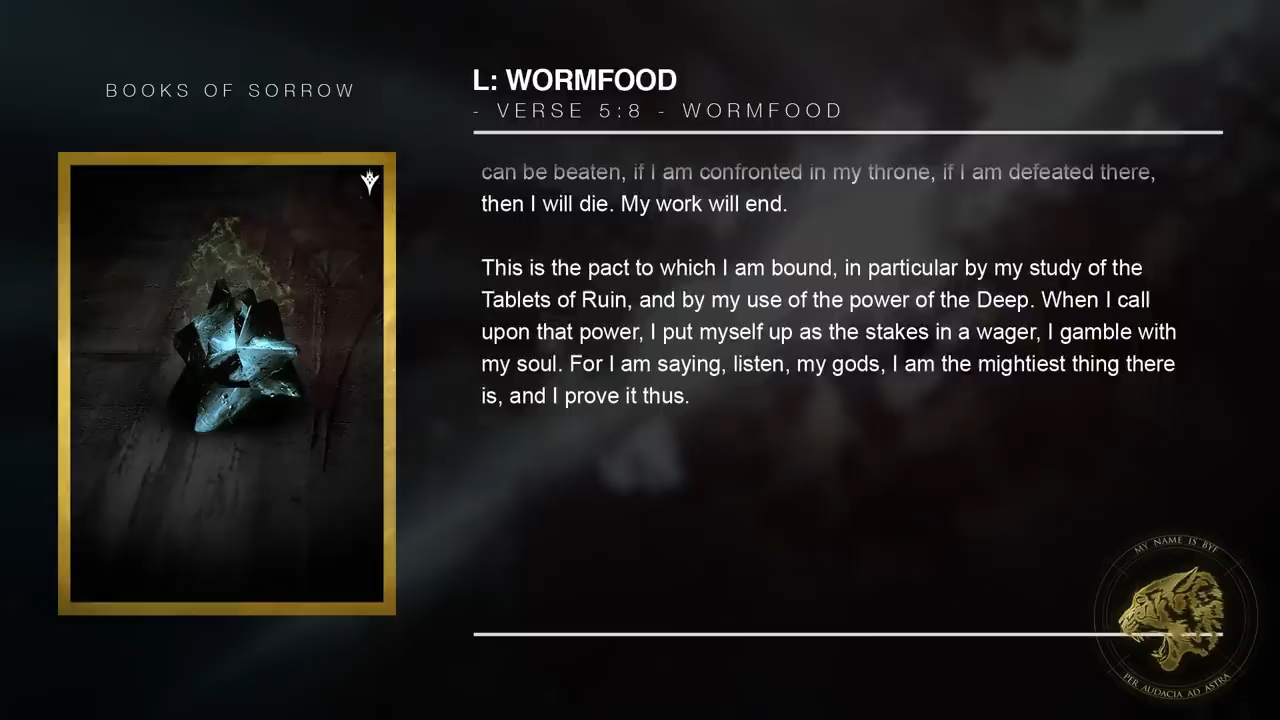 BOOKS OF SORROW
L: WORMFOOD
- VERSE 5:8 - WORMFOOD
can be beaten, if I am confronted in my throne, if I am defeated there,
then I will die. My work will end.
This is the pact to which I am bound, in particular by my study of the
Tablets of Ruin, and by my use of the power of the Deep. When I call
upon that power, I put myself up as the stakes in a wager, I gamble with
my soul. For I am saying, listen, my gods, I am the mightiest thing there
is, and I prove it thus.
MY NAME IS BYF
PER AUDACIA AD ASTRA